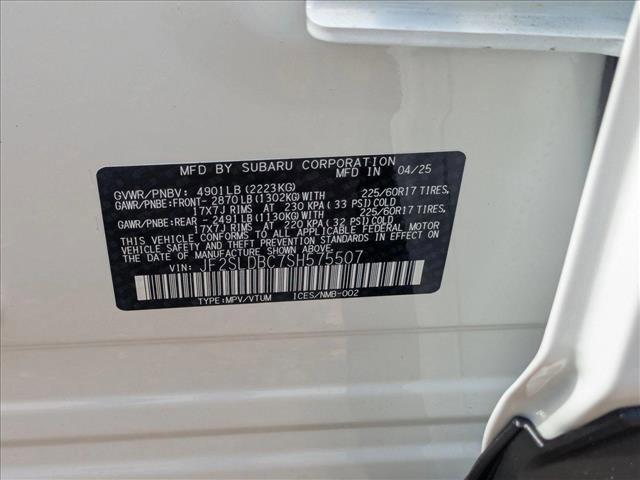 MFD BY SUBARU CORPORATION
MFD IN 04/25
GVWR/PNBV: 4901LB (2223KG)
GAWR/PNBE: FRONT- 2870LB (1302KG) WITH 225/60R17 TIRES,
17X7J RIMS AT 230 KPA (33 PSI) COLD
GAWR/PNBE: REAR -2491LB (1130KG) WITH 225/60R17 TIRES,
17X7J RIMS AT 220 KPA (32 PSI) COLD
THIS VEHICLE CONFORMS TO ALL APPLICABLE FEDERAL MOTOR
VEHICLE SAFETY AND THEFT PREVENTION STANDARDS IN EFFECT ON
THE DATE OF MANUFACTURE SHOWN ABOVE.
VIN: JF2SLDBC7SH575507
TYPE: MPV/VTUM ICES/NMB-002